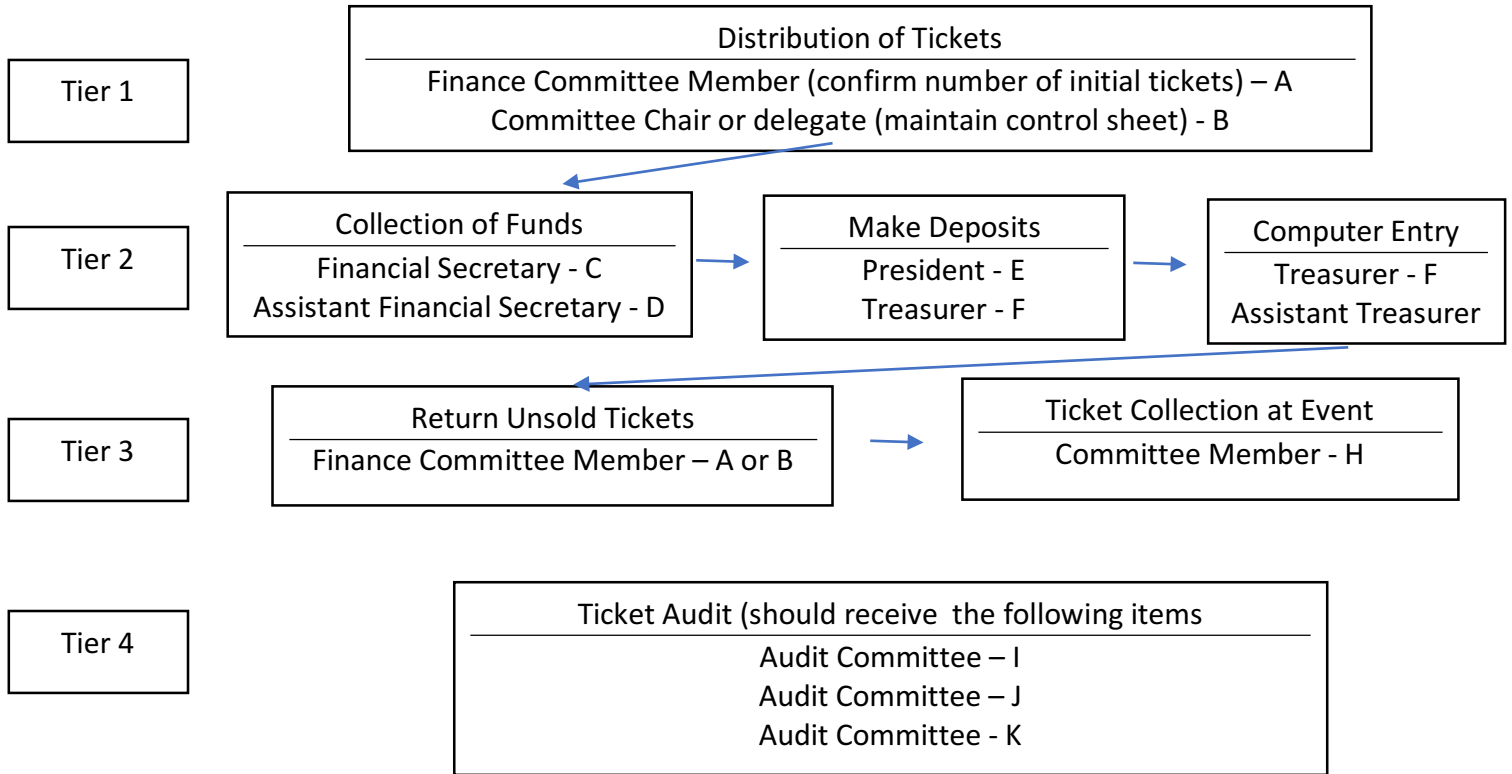 Tier 1
Distribution of Tickets
Finance Committee Member (confirm number of initial tickets) – A
Committee Chair or delegate (maintain control sheet) - B
Tier 2
Collection of Funds
Financial Secretary - C
Assistant Financial Secretary - D
Make Deposits
President - E
Treasurer - F
Computer Entry
Treasurer - F
Assistant Treasurer
Tier 3
Return Unsold Tickets
Finance Committee Member – A or B
Ticket Collection at Event
Committee Member - H
Tier 4
Ticket Audit (should receive  the following items
Audit Committee – I
Audit Committee – J
Audit Committee - K